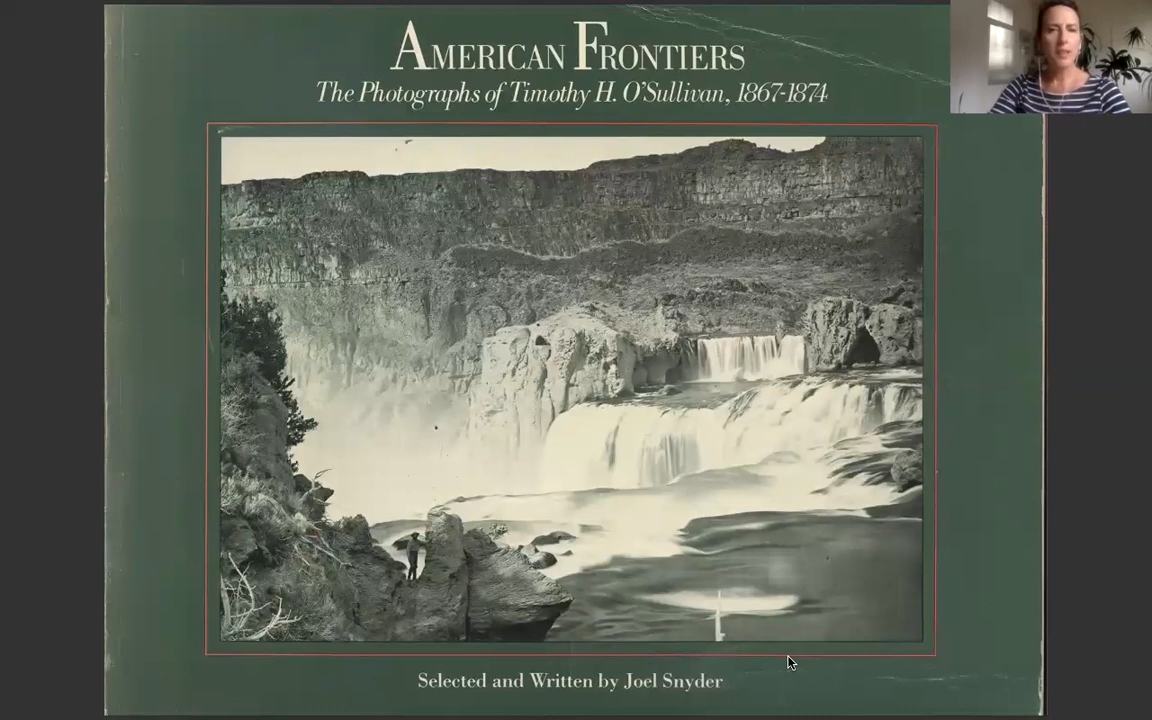 AMERICAN FRONTIERS
The Photographs of Timothy H. O'Sullivan, 1867-1874
Selected and Written by Joel Snyder